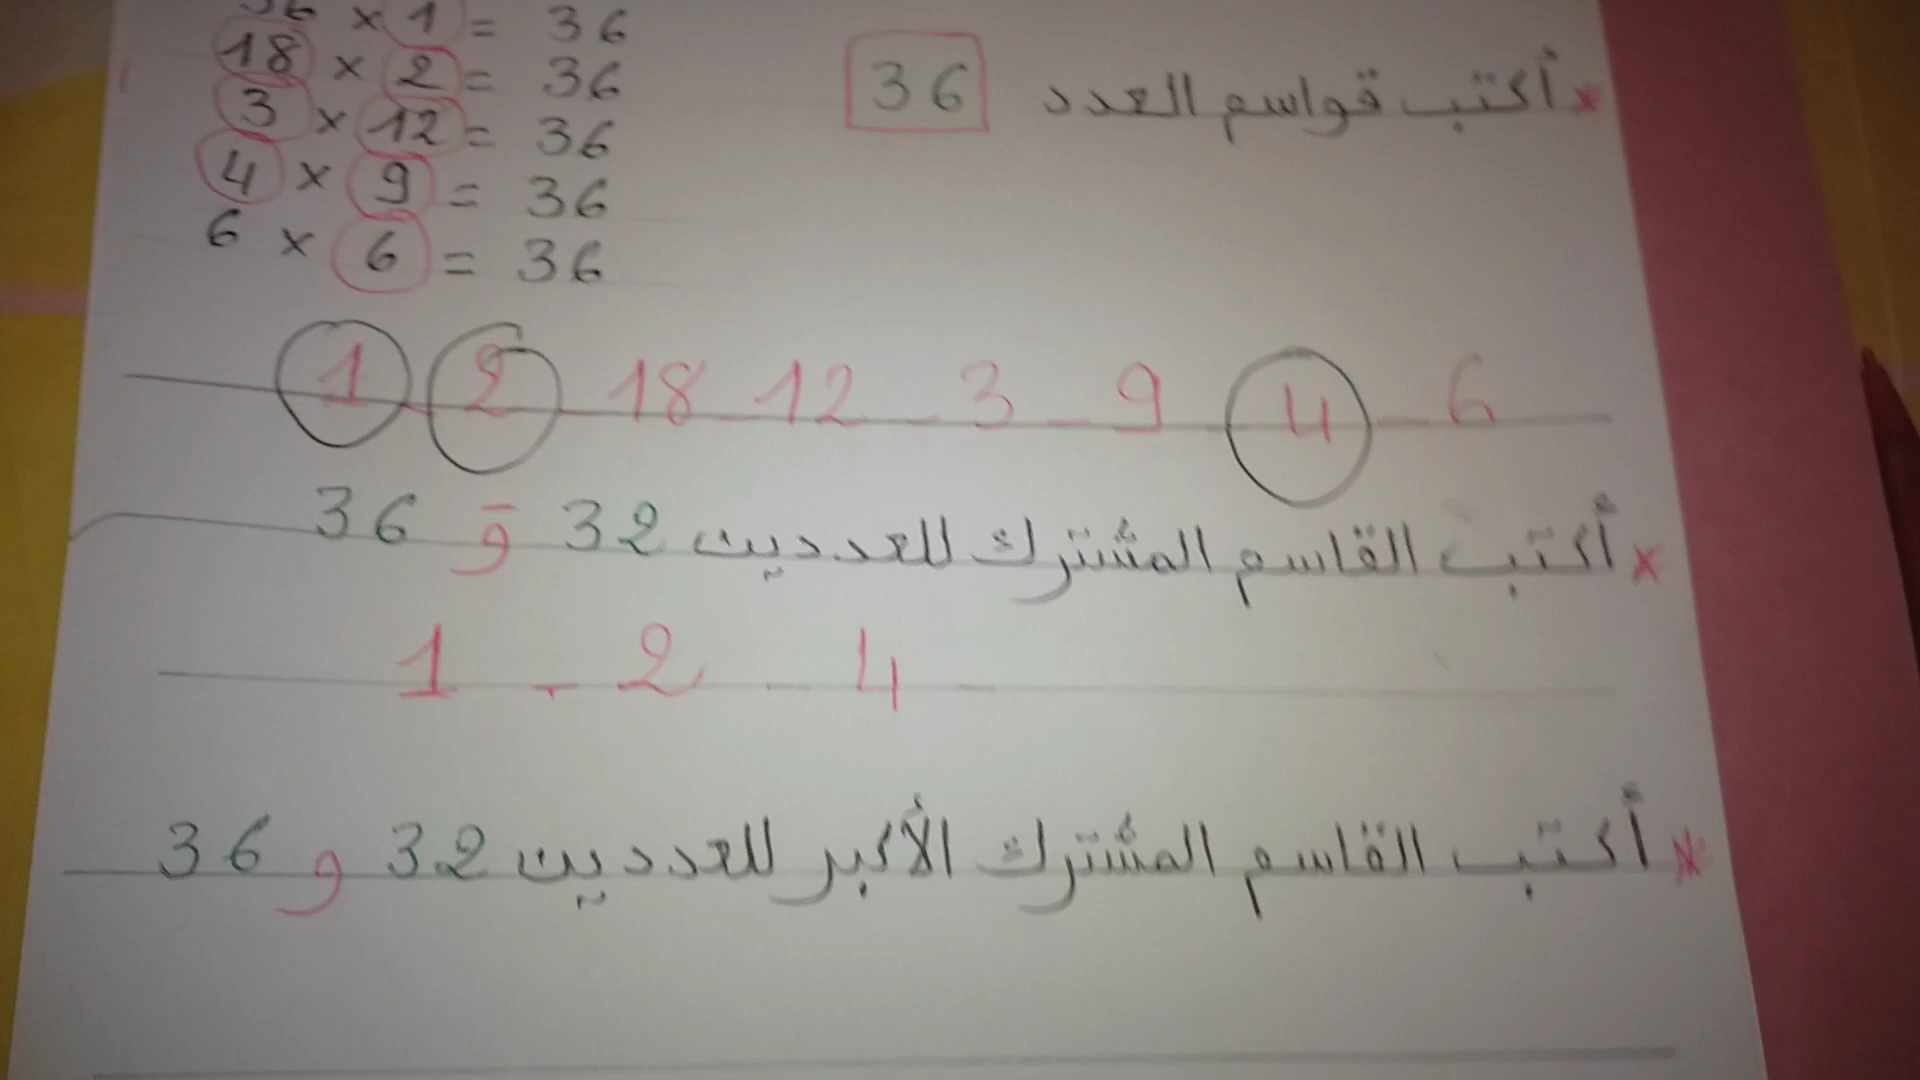 36 × 1 = 36
18 × 2 = 36
3 × 12 = 36
4 × 9 = 36
6 × 6 = 36
× أكتب قواسم العدد 36
1 - 2 - 18 - 12 - 3 - 9 - 4 - 6
× أكتب القاسم المشترك للعددين 32 و 36
1 - 2 - 4 -
× أكتب القاسم المشترك الأكبر للعددين 32 و 36